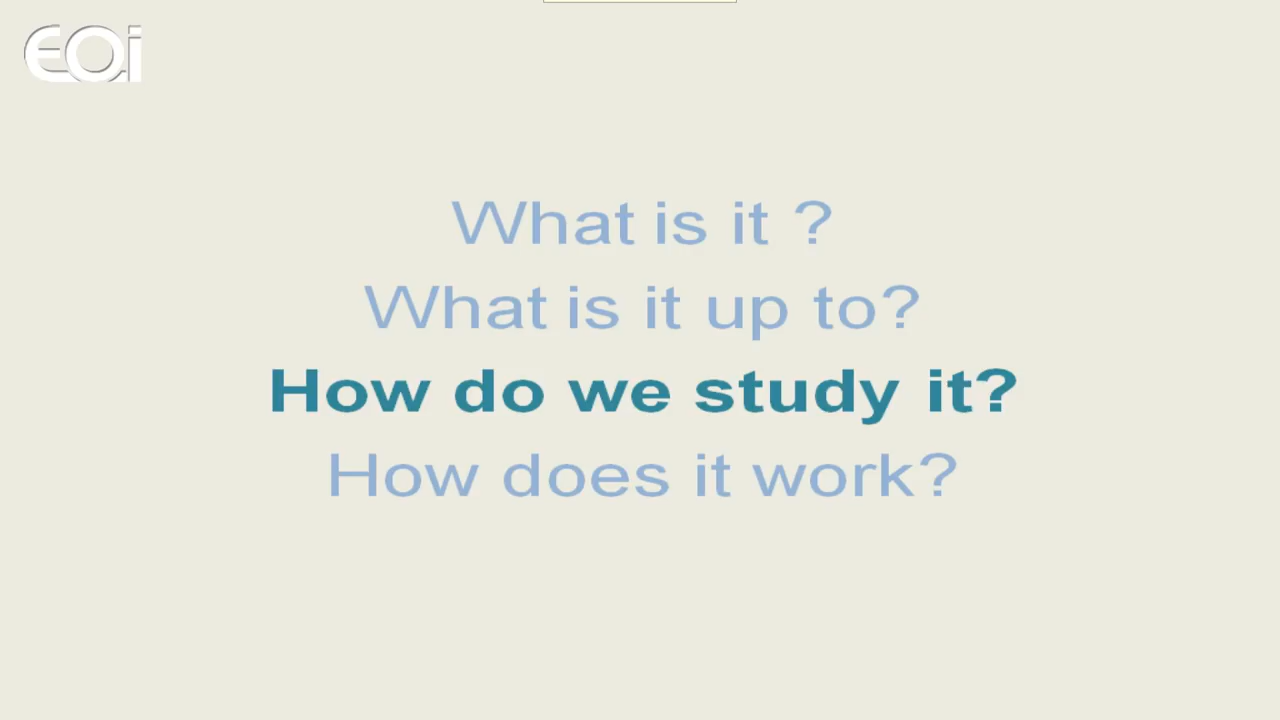 EOi
What is it ?
What is it up to?
How do we study it?
How does it work?